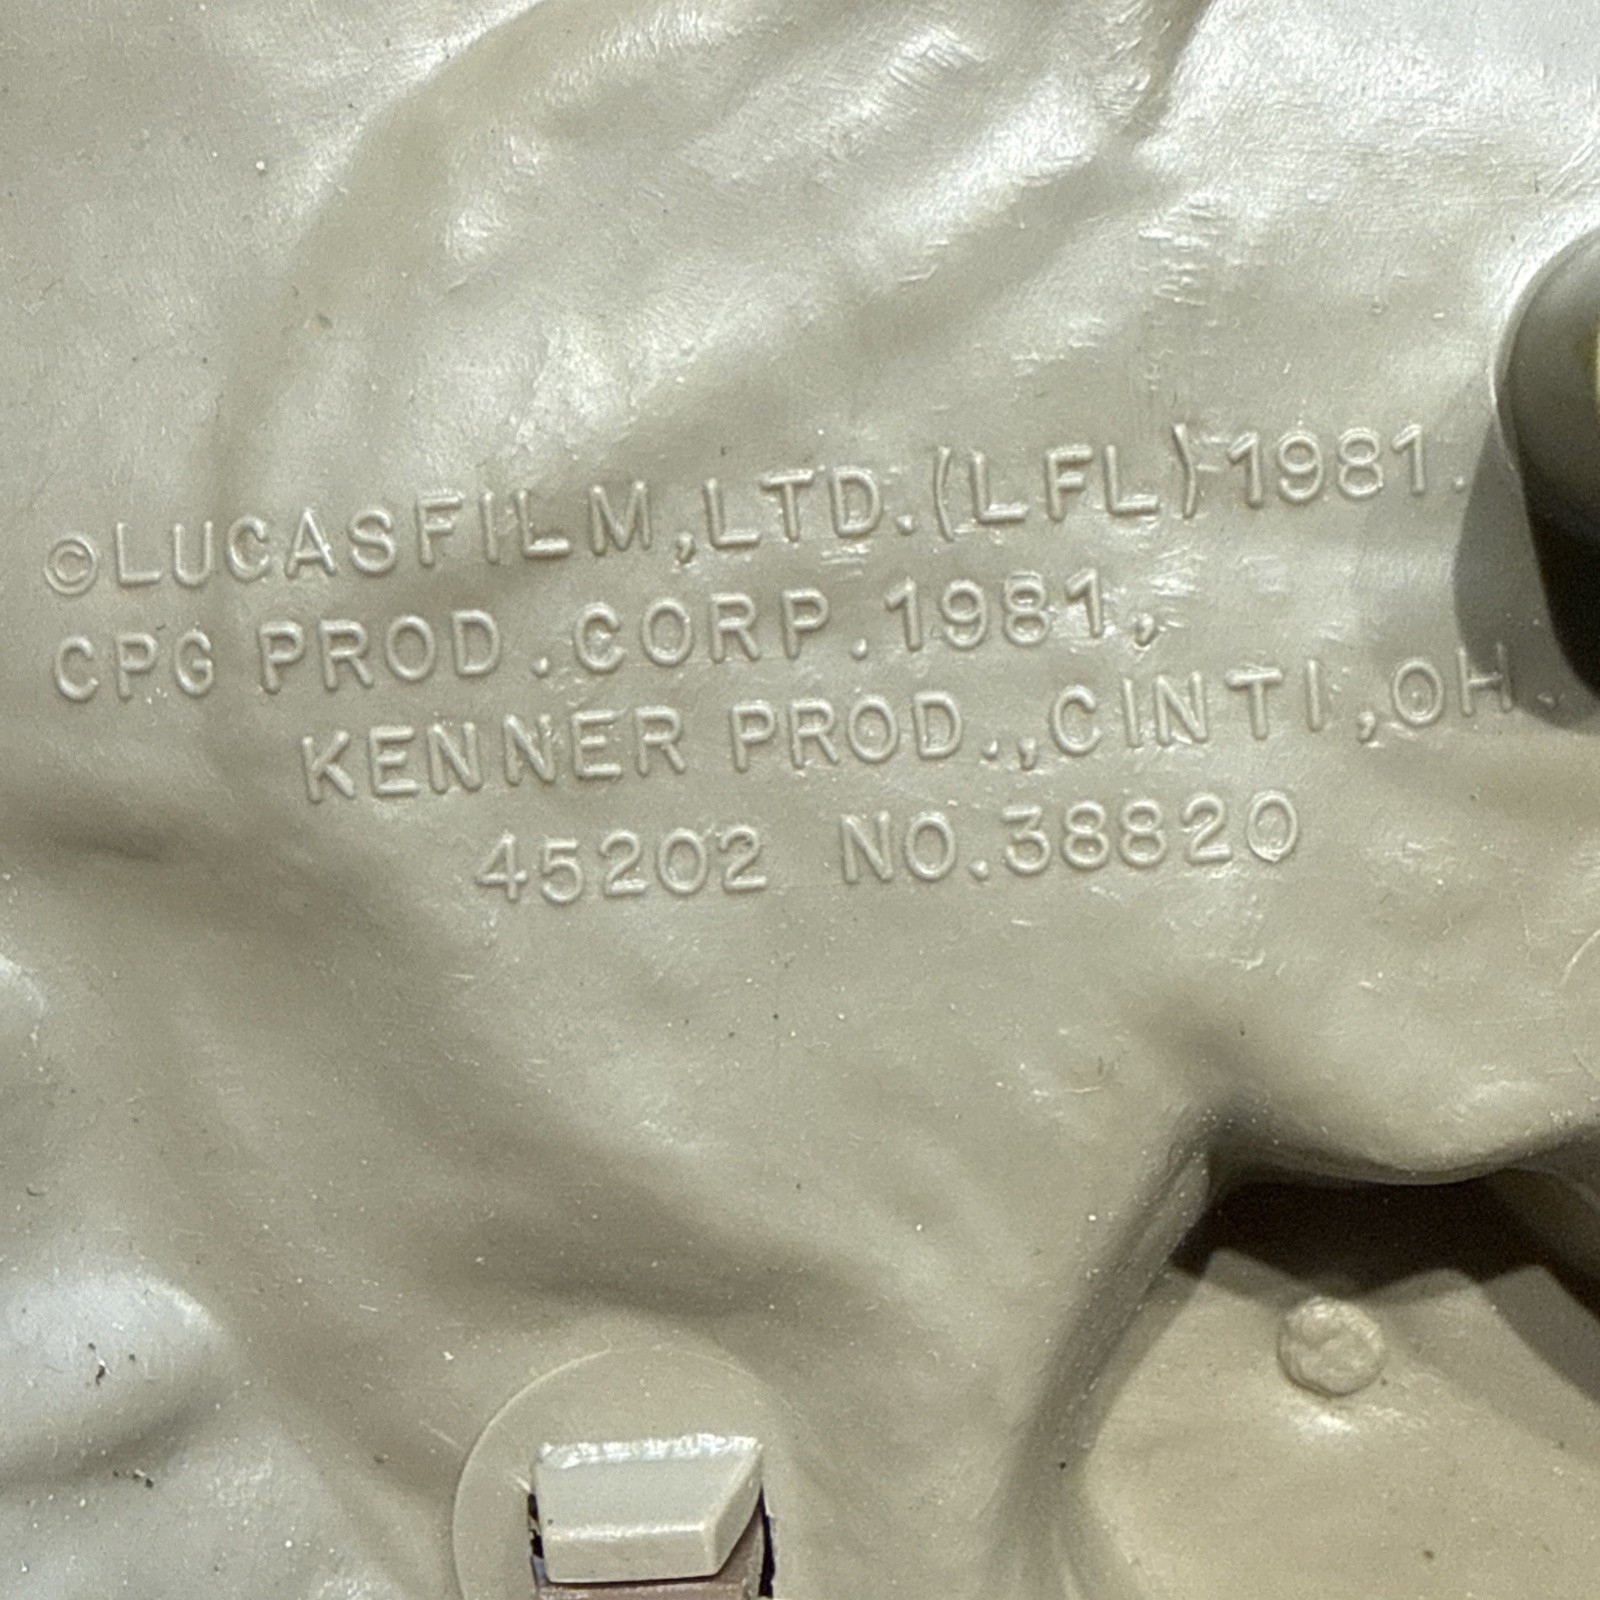 ©LUCASFILM,LTD.(LFL)1981.
CPG PROD.CORP.1981,
KENNER PROD.,CINTI,OH.
45202 NO.38820